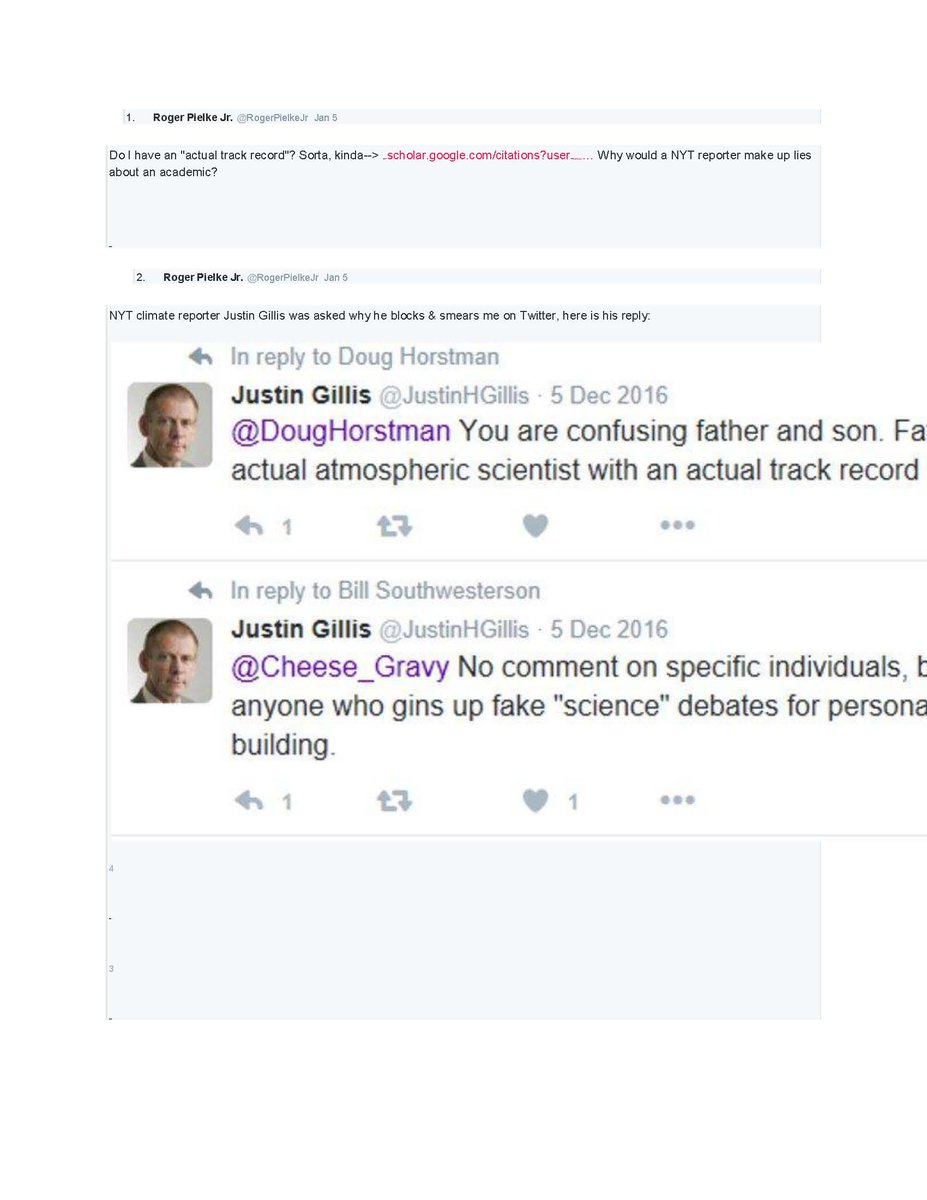 1. Roger Pielke Jr. @RogerPielkeJr Jan 5
Do I have an "actual track record"? Sorta, kinda--> scholar.google.com/citations?user… Why would a NYT reporter make up lies
about an academic?
2. Roger Pielke Jr. @RogerPielkeJr Jan 5
NYT climate reporter Justin Gillis was asked why he blocks & smears me on Twitter, here is his reply:
In reply to Doug Horstman
Justin Gillis @JustinHGillis · 5 Dec 2016
@DougHorstman You are confusing father and son. Fa
actual atmospheric scientist with an actual track record
1
In reply to Bill Southwesterson
Justin Gillis @JustinHGillis · 5 Dec 2016
@Cheese_Gravy No comment on specific individuals, b
anyone who gins up fake "science" debates for persona
building.
1 1
4
3